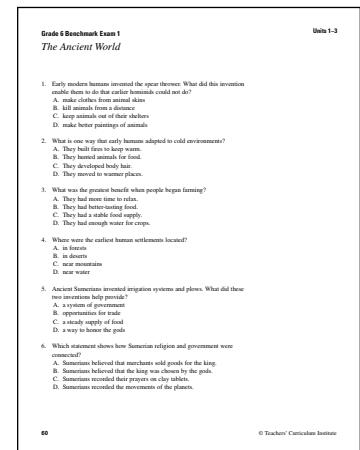 Grade 6 Benchmark Exam 1
Units 1–3
The Ancient World
1. Early modern humans invented the spear thrower. What did this invention
enable them to do that earlier hominids could not do?
A. make clothes from animal skins
B. kill animals from a distance
C. keep animals out of their shelters
D. make better paintings of animals
2. What is one way that early humans adapted to cold environments?
A. They built fires to keep warm.
B. They hunted animals for food.
C. They developed body hair.
D. They moved to warmer places.
3. What was the greatest benefit when people began farming?
A. They had more time to relax.
B. They had better-tasting food.
C. They had a stable food supply.
D. They had enough water for crops.
4. Where were the earliest human settlements located?
A. in forests
B. in deserts
C. near mountains
D. near water
5. Ancient Sumerians invented irrigation systems and plows. What did these
two inventions help provide?
A. a system of government
B. opportunities for trade
C. a steady supply of food
D. a way to honor the gods
6. Which statement shows how Sumerian religion and government were
connected?
A. Sumerians believed that merchants sold goods for the king.
B. Sumerians believed that the king was chosen by the gods.
C. Sumerians recorded their prayers on clay tablets.
D. Sumerians recorded the movements of the planets.
60
© Teachers' Curriculum Institute